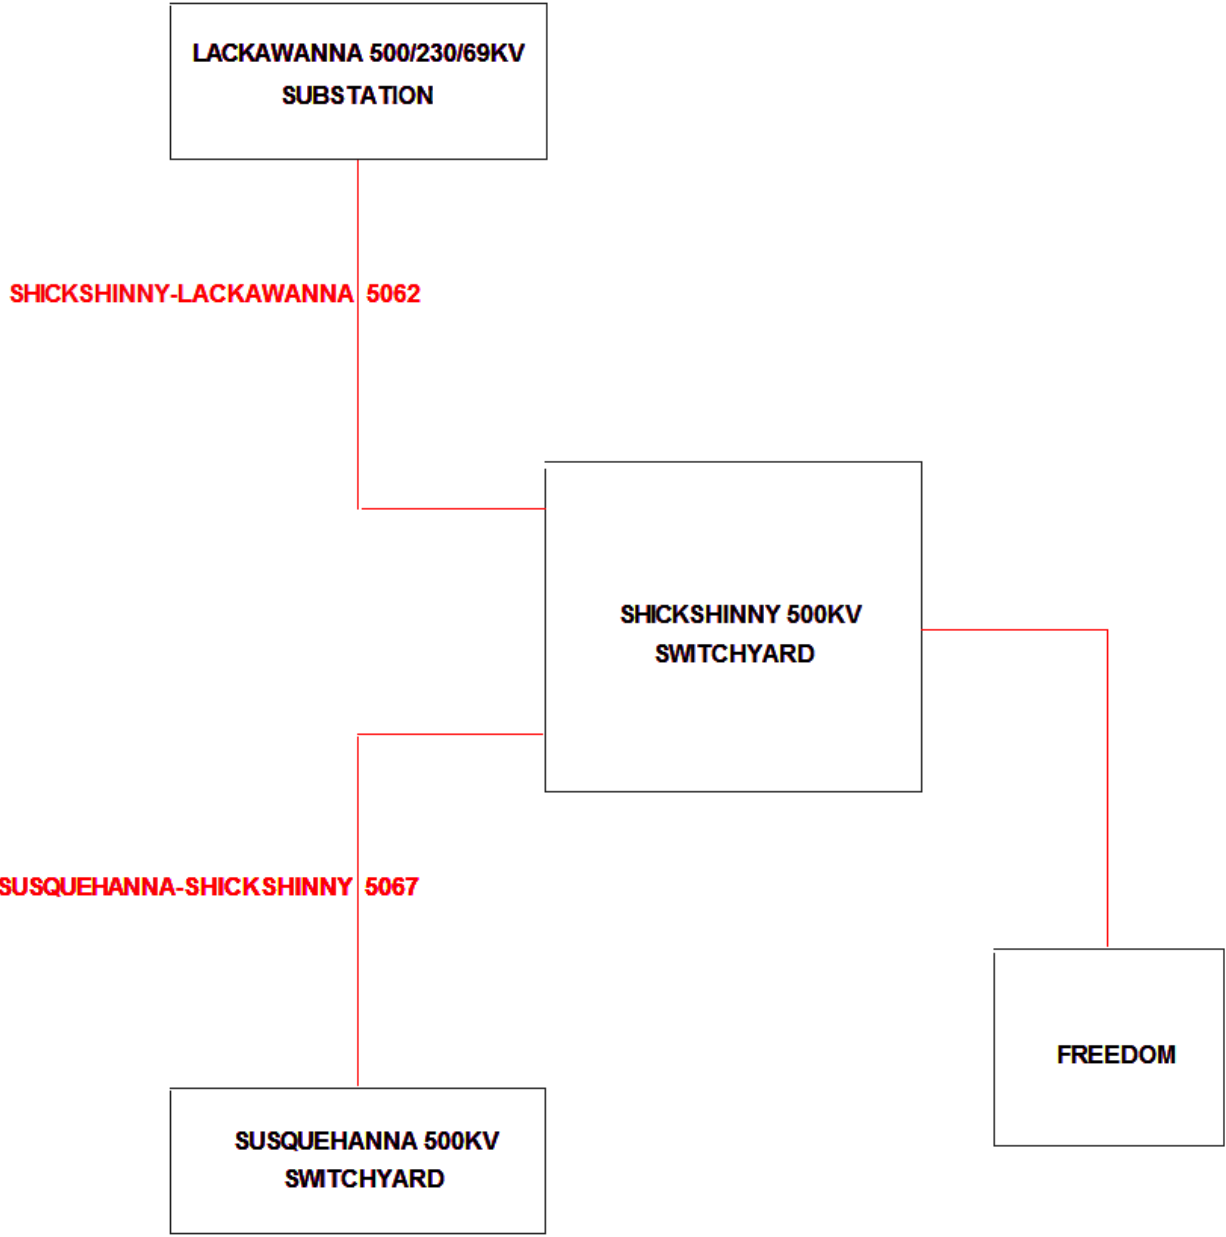 LACKAWANNA 500/230/69KV
SUBSTATION
SHICKSHINNY-LACKAWANNA 5062
SHICKSHINNY 500KV
SWITCHYARD
SUSQUEHANNA-SHICKSHINNY 5067
FREEDOM
SUSQUEHANNA 500KV
SWITCHYARD